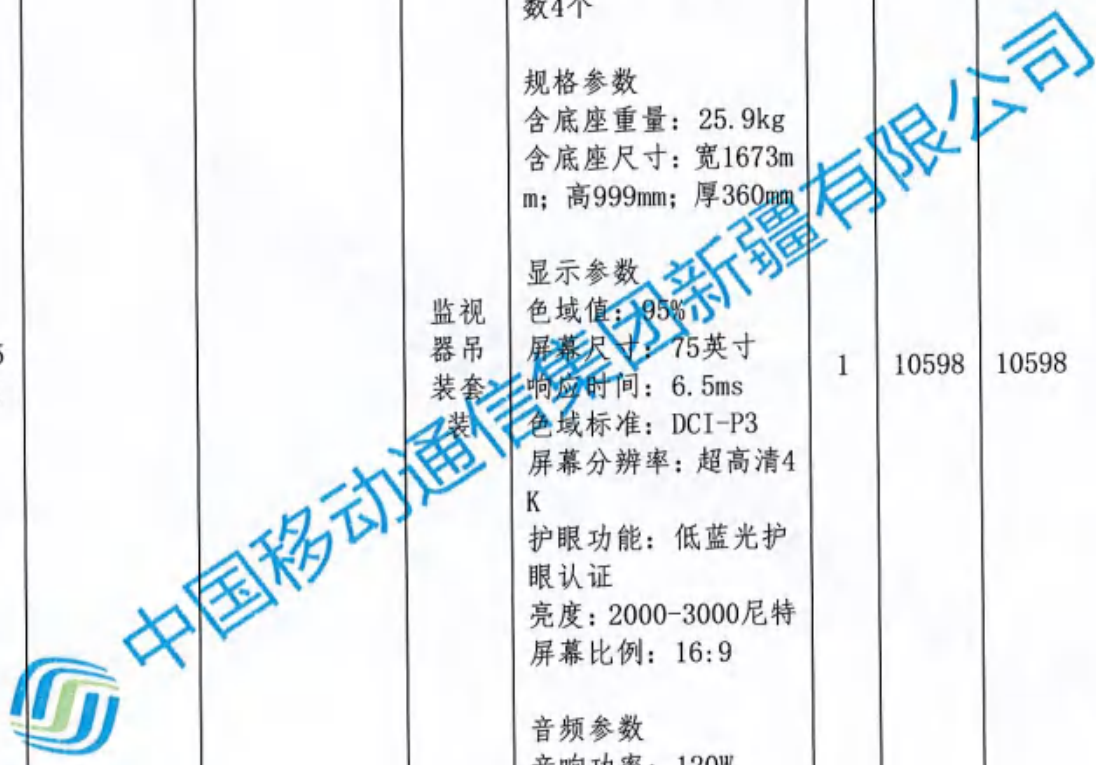 数4个
规格参数
含底座重量：25.9kg
含底座尺寸：宽1673m
m；高999mm；厚360mm
显示参数
色域值：95%
屏幕尺寸：75英寸
响应时间：6.5ms
色域标准：DCI-P3
屏幕分辨率：超高清4
K
护眼功能：低蓝光护
眼认证
亮度：2000-3000尼特
屏幕比例：16:9
音频参数
音响功率：120W
监视
器吊
装套
装
1
10598
10598
中国移动通信集团新疆有限公司